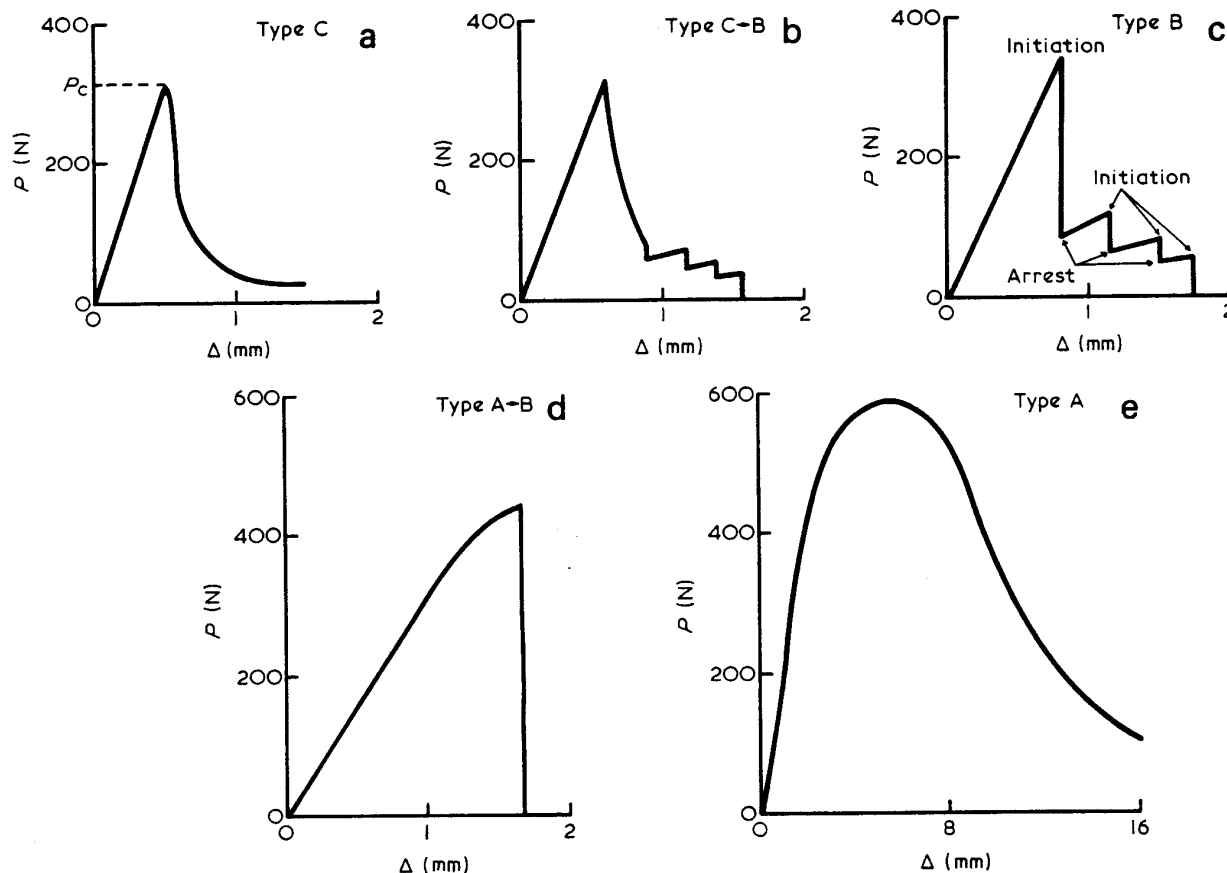 Type C a
400
Pc
200
0
P (N)
0 1 2
Δ (mm)
Type C→B b
400
200
0
P (N)
0 1 2
Δ (mm)
Type B c
400
200
0
P (N)
Initiation
Initiation
Arrest
0 1 2
Δ (mm)
Type A→B d
600
400
200
0
P (N)
0 1 2
Δ (mm)
Type A e
600
400
200
0
P (N)
0 8 16
Δ (mm)